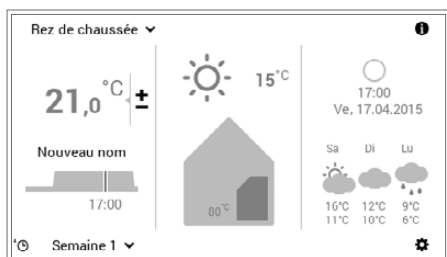 Rez de chaussée
21,0°C ±
Nouveau nom
17:00
15°C
80°C
17:00
Ve, 17.04.2015
Sa Di Lu
16°C 12°C 9°C
11°C 10°C 6°C
Semaine 1